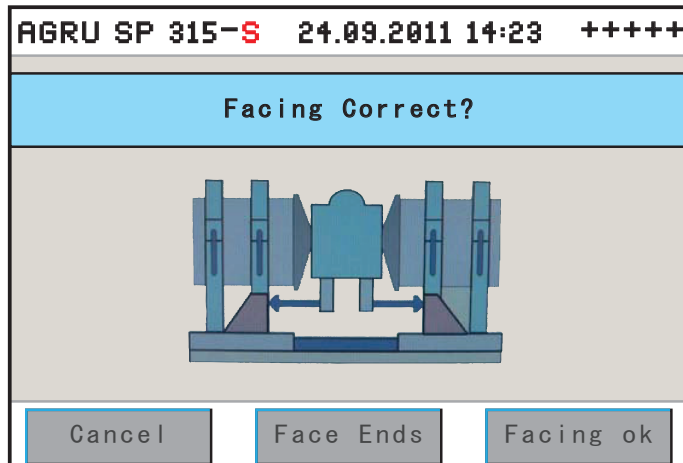 AGRU SP 315-S 24.09.2011 14:23 +++++
Facing Correct?
Cancel Face Ends Facing ok